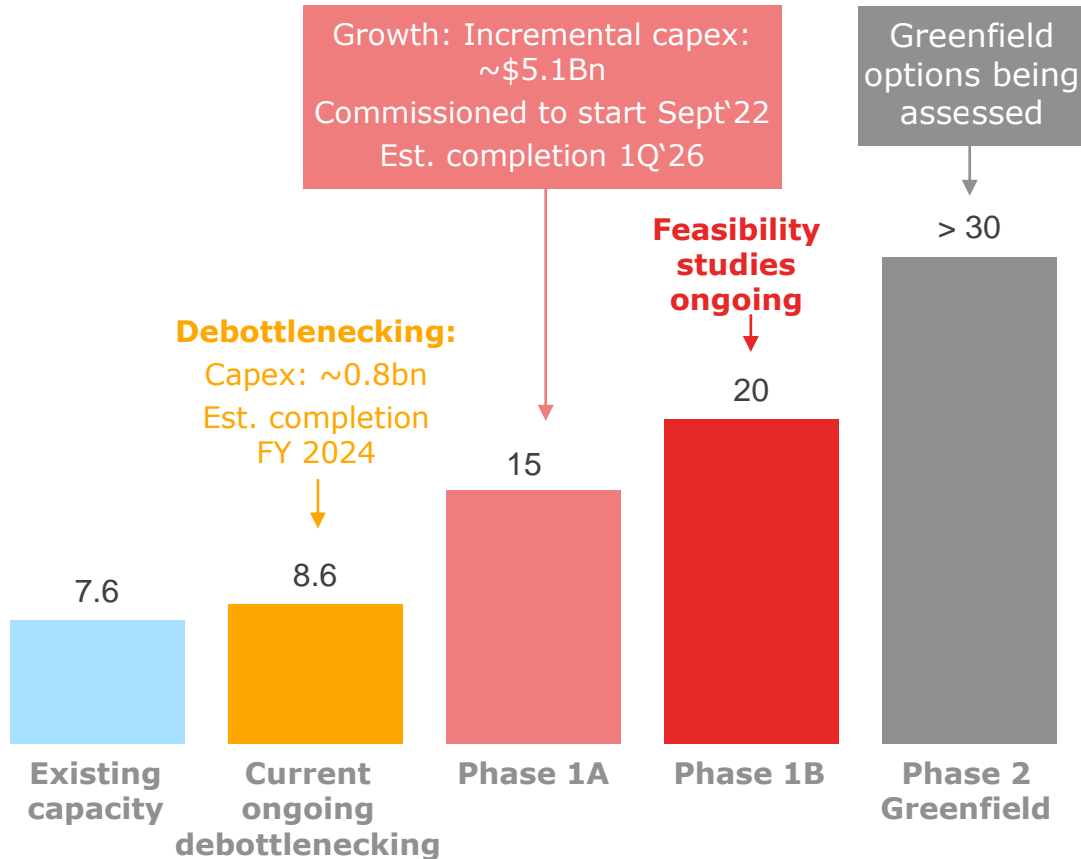 Growth: Incremental capex:
~$5.1Bn
Commissioned to start Sept‘22
Est. completion 1Q‘26
Greenfield
options being
assessed
Feasibility
studies
ongoing
> 30
Debottlenecking:
Capex: ~0.8bn
Est. completion
FY 2024
7.6
8.6
15
20
Existing
capacity
Current
ongoing
debottlenecking
Phase 1A
Phase 1B
Phase 2
Greenfield